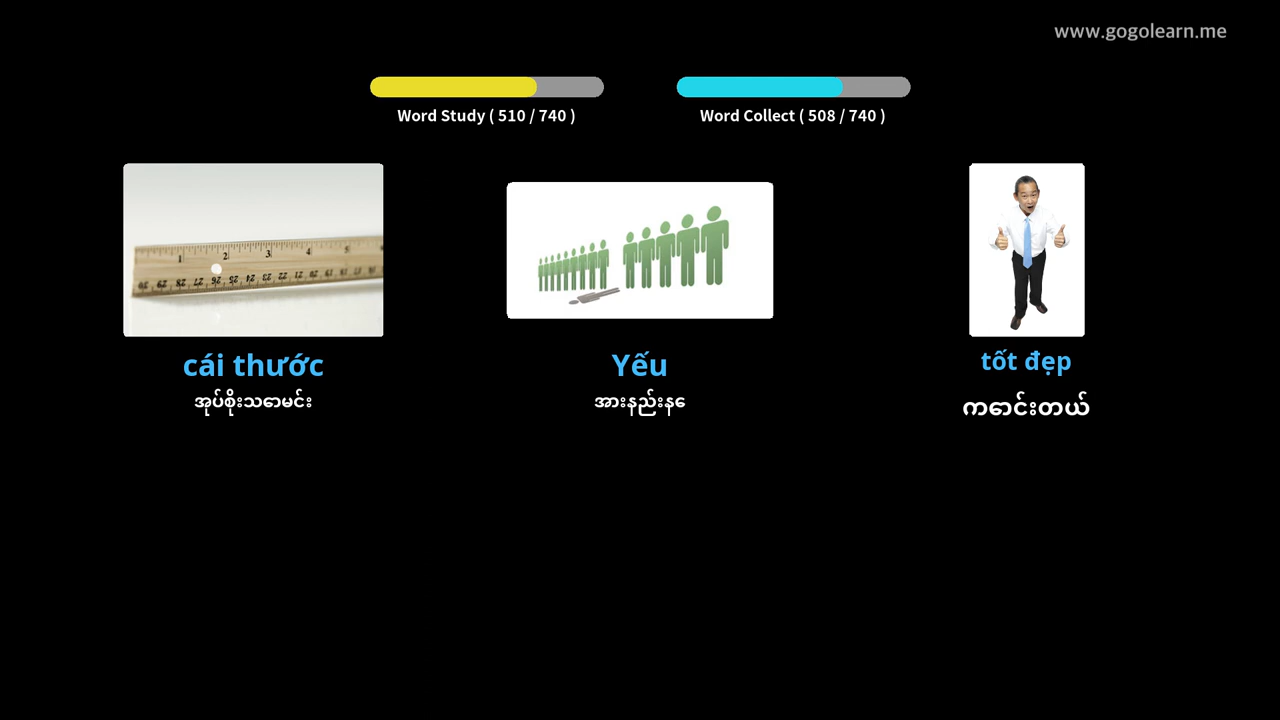 www.gogolearn.me
Word Study ( 510 / 740 )
Word Collect ( 508 / 740 )
cái thước
Yếu
tốt đẹp
အုပ်စိုးသောမင်း
အားနည်းနေ
ကောင်းတယ်